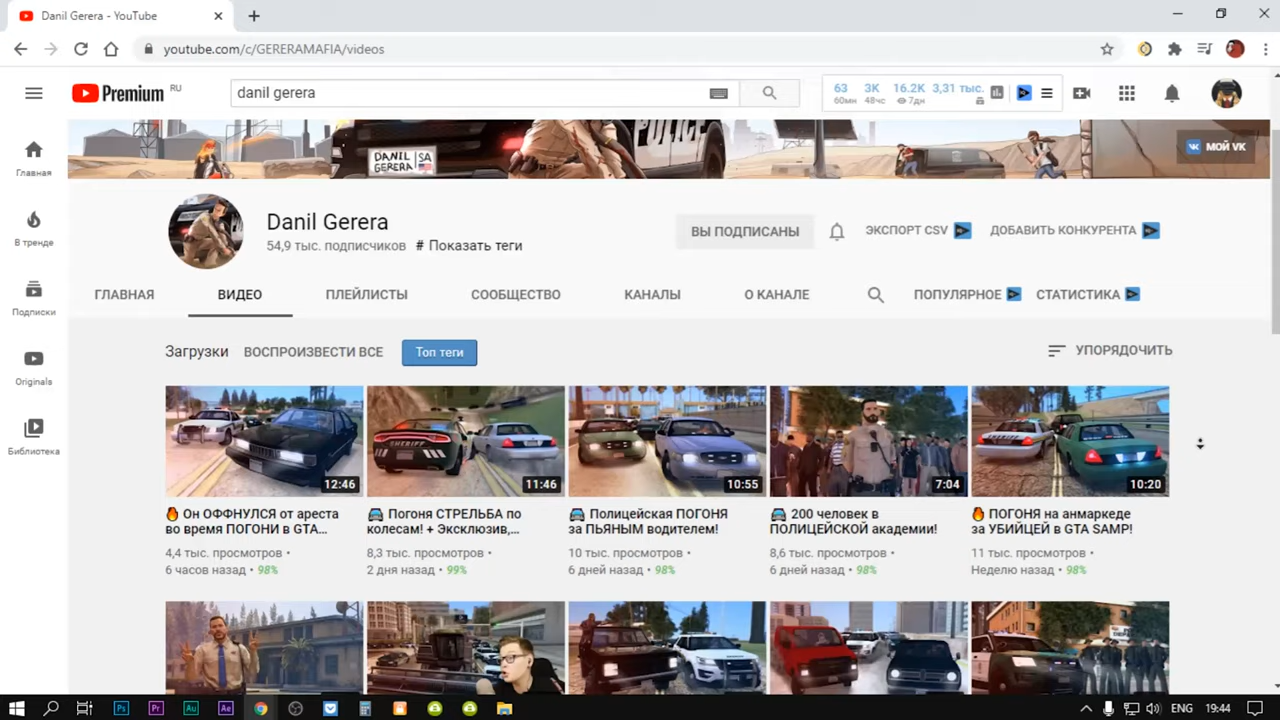 Danil Gerera - YouTube
youtube.com/c/GERERAMAFIA/videos
Premium RU
danil gerera
63 3K 16.2K 3,31 тыс.
60мн 48чс 7дн
DANIL GERERA SA
POLICE
МОЙ VK
Главная
В тренде
Подписки
Originals
Библиотека
Danil Gerera
54,9 тыс. подписчиков # Показать теги
ВЫ ПОДПИСАНЫ
ЭКСПОРТ CSV
ДОБАВИТЬ КОНКУРЕНТА
ГЛАВНАЯ ВИДЕО ПЛЕЙЛИСТЫ СООБЩЕСТВО КАНАЛЫ О КАНАЛЕ ПОПУЛЯРНОЕ СТАТИСТИКА
Загрузки ВОСПРОИЗВЕСТИ ВСЕ Топ теги УПОРЯДОЧИТЬ
12:46
Он ОФФНУЛСЯ от ареста
во время ПОГОНИ в GTA...
4,4 тыс. просмотров •
6 часов назад • 98%
SHERIFF
11:46
Погоня СТРЕЛЬБА по
колесам! + Эксклюзив,...
8,3 тыс. просмотров •
2 дня назад • 99%
10:55
Полицейская ПОГОНЯ
за ПЬЯНЫМ водителем!
10 тыс. просмотров •
6 дней назад • 98%
7:04
200 человек в
ПОЛИЦЕЙСКОЙ академии!
8,6 тыс. просмотров •
6 дней назад • 98%
10:20
ПОГОНЯ на анмаркеде
за УБИЙЦЕЙ в GTA SAMP!
11 тыс. просмотров •
Неделю назад • 98%
Ps Pr Au Ae
ENG 19:44